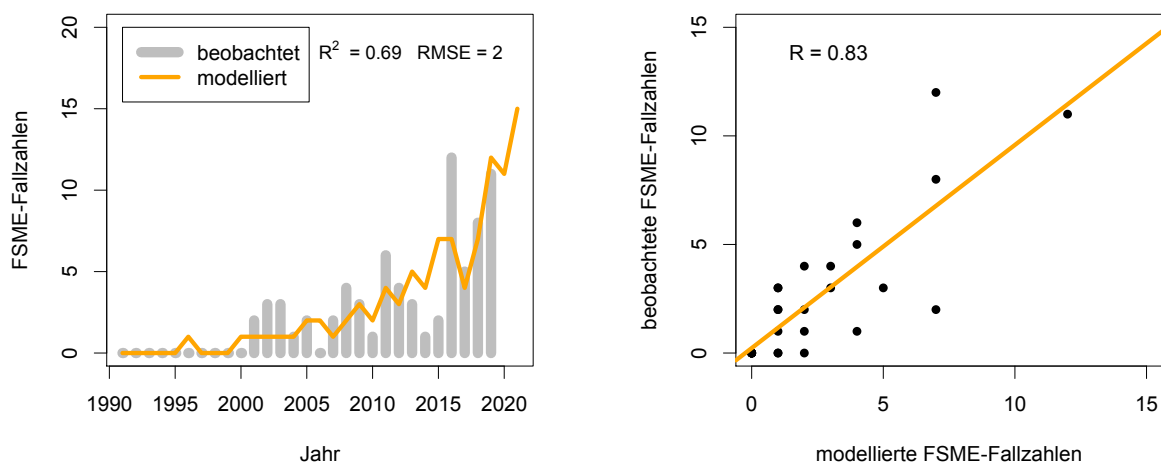 FSME-Fallzahlen
20
15
10
5
0
beobachtet
modelliert
R² = 0.69 RMSE = 2
1990 1995 2000 2005 2010 2015 2020
Jahr
beobachtete FSME-Fallzahlen
15
10
5
0
R = 0.83
0 5 10 15
modellierte FSME-Fallzahlen